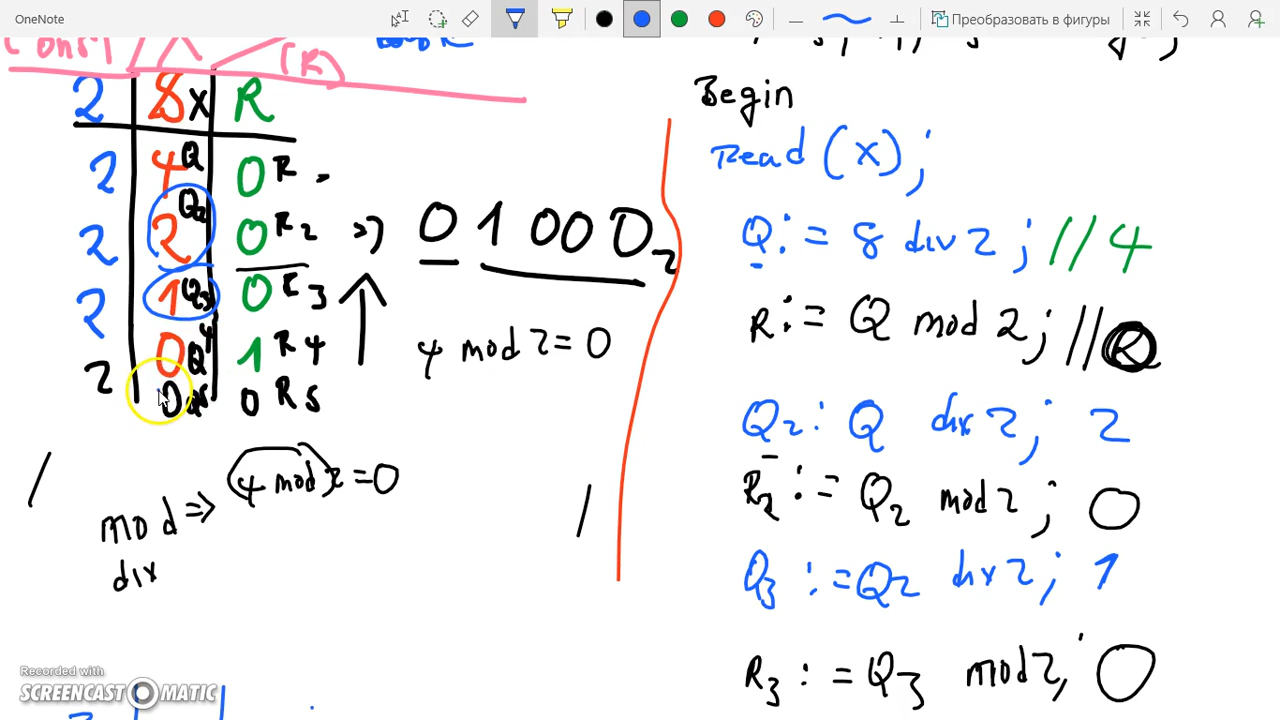 OneNote
Преобразовать в фигуры
(R)
2 8 X R
2 4 Q 0 R
2 2 Q2 0 R2 => 0 1 00 0 2
2 1 Q3 0 R3
4 mod 2 = 0
2 0 Q4 1 R4
0 Q5 0 R5
mod => 4 mod 2 = 0
div
Begin
Read (X);
Q := 8 div 2; // 4
R := Q mod 2; //
Q2 : Q div 2; 2
R2 := Q2 mod 2; 0
Q3 := Q2 div 2; 1
R3 := Q3 mod 2; 0
Recorded with
SCREENCAST MATIC